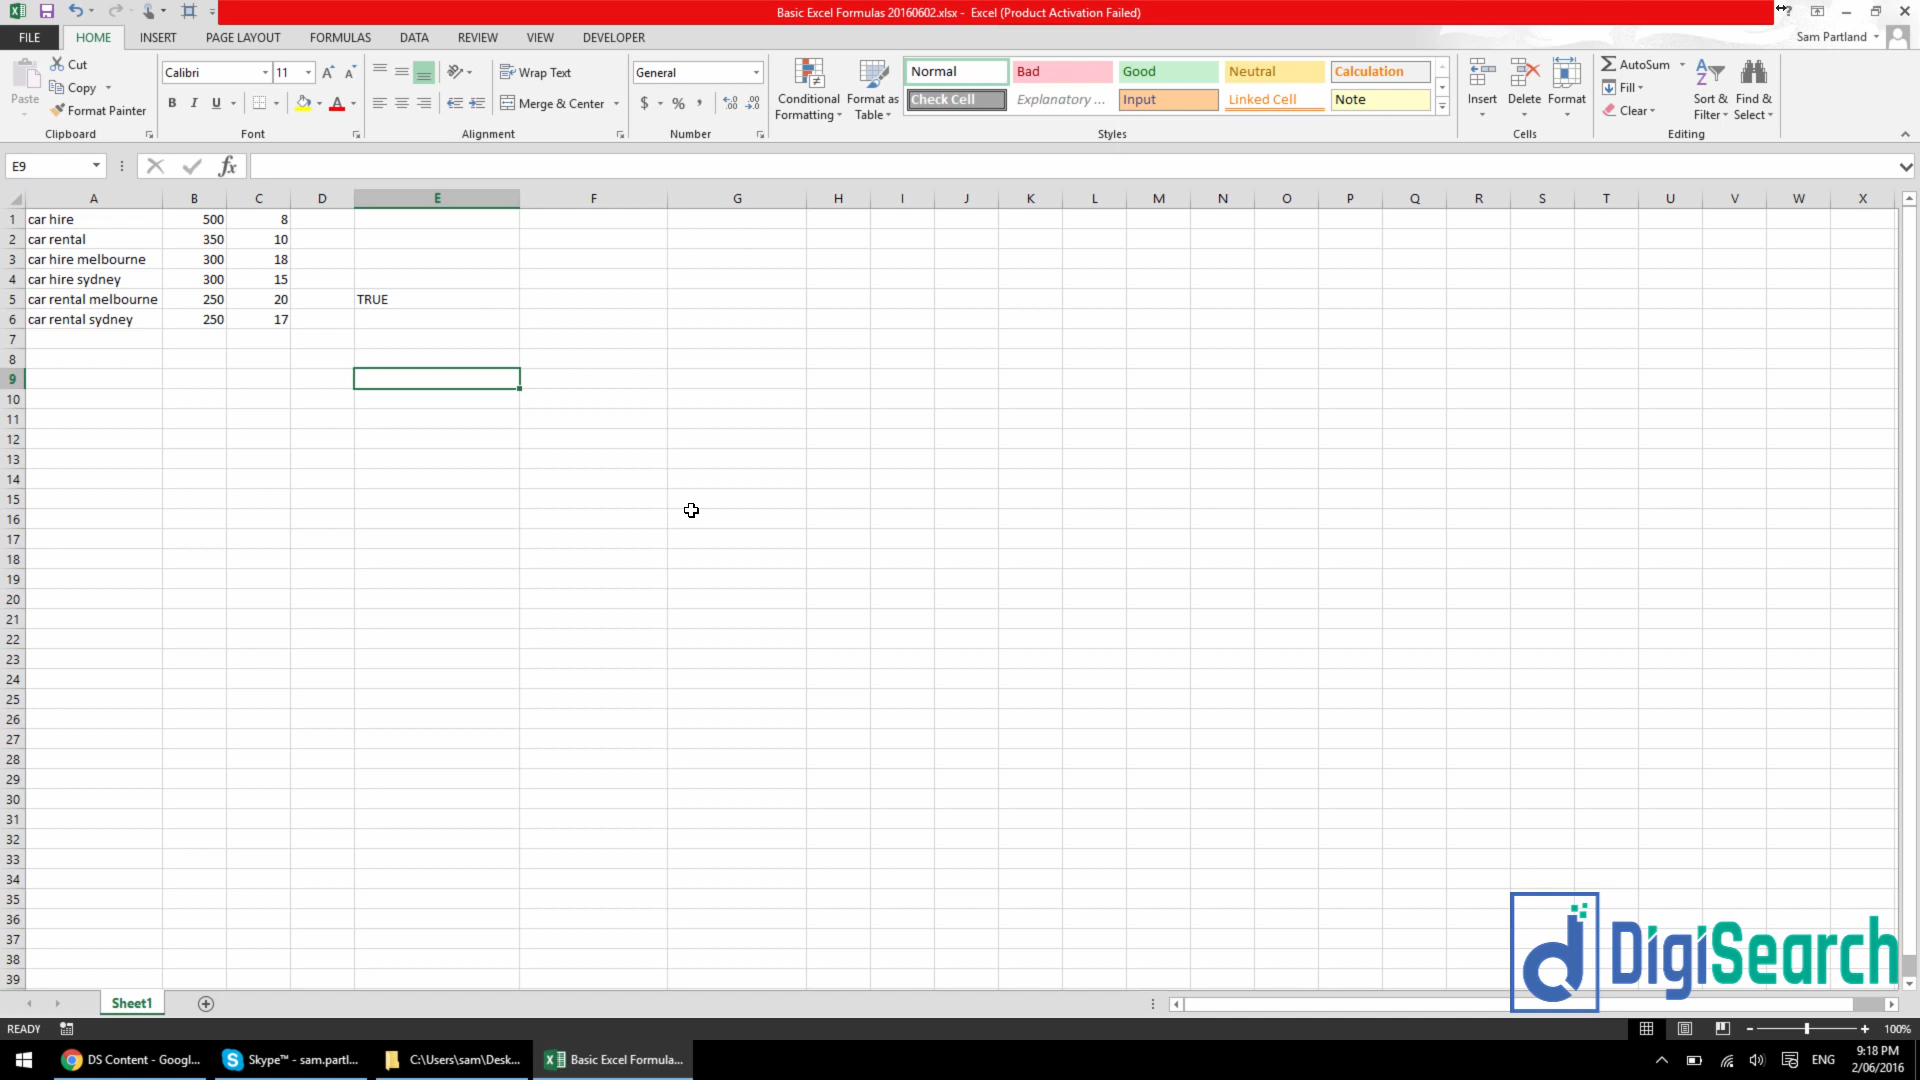 Basic Excel Formulas 20160602.xlsx - Excel (Product Activation Failed)
FILE HOME INSERT PAGE LAYOUT FORMULAS DATA REVIEW VIEW DEVELOPER Sam Partland
Paste Cut Copy Format Painter Clipboard
Calibri 11 B I U A Font
Wrap Text Merge & Center Alignment
General $ % , Number
Conditional Formatting Format as Table
Normal Bad Good Neutral Calculation
Check Cell Explanatory ... Input Linked Cell Note
Styles
Insert Delete Format Cells
AutoSum Fill Clear Sort & Filter Find & Select Editing
E9 fx
A B C D E F G H I J K L M N O P Q R S T U V W X
1 car hire 500 8
2 car rental 350 10
3 car hire melbourne 300 18
4 car hire sydney 300 15
5 car rental melbourne 250 20 TRUE
6 car rental sydney 250 17
7
8
9
10
11
12
13
14
15
16
17
18
19
20
21
22
23
24
25
26
27
28
29
30
31
32
33
34
35
36
37
38
39
DigiSearch
Sheet1
READY 100%
DS Content - Googl... Skype™ - sam.partl... C:\Users\sam\Desk... Basic Excel Formula... ENG 9:18 PM
2/06/2016